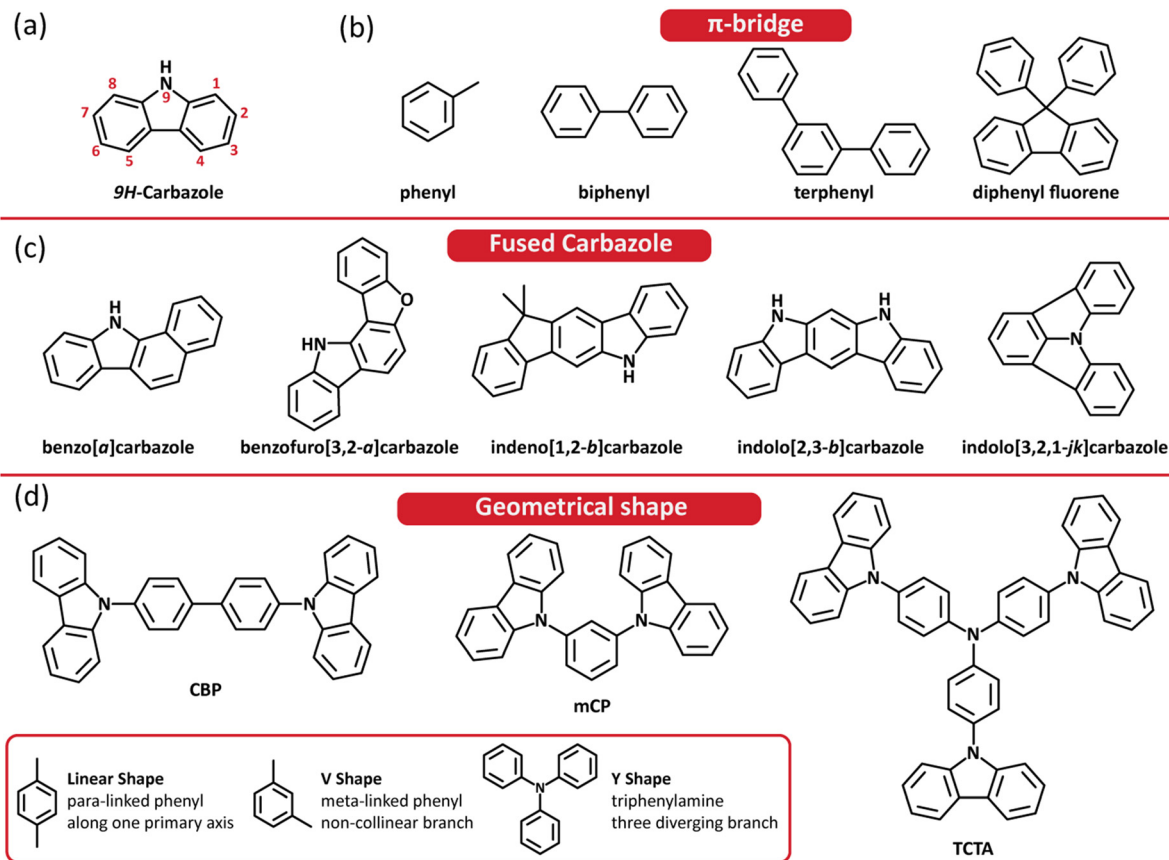 (a)
H
N
9
8
1
7
2
6
3
5
4
9H-Carbazole
(b)
π-bridge
phenyl
biphenyl
terphenyl
diphenyl fluorene
(c)
Fused Carbazole
H
N
benzo[a]carbazole
O
HN
benzofuro[3,2-a]carbazole
N
H
indeno[1,2-b]carbazole
H
N
H
N
indolo[2,3-b]carbazole
N
indolo[3,2,1-jk]carbazole
(d)
Geometrical shape
N
N
CBP
N
N
mCP
N
N
N
N
TCTA
Linear Shape
para-linked phenyl
along one primary axis
V Shape
meta-linked phenyl
non-collinear branch
N
Y Shape
triphenylamine
three diverging branch